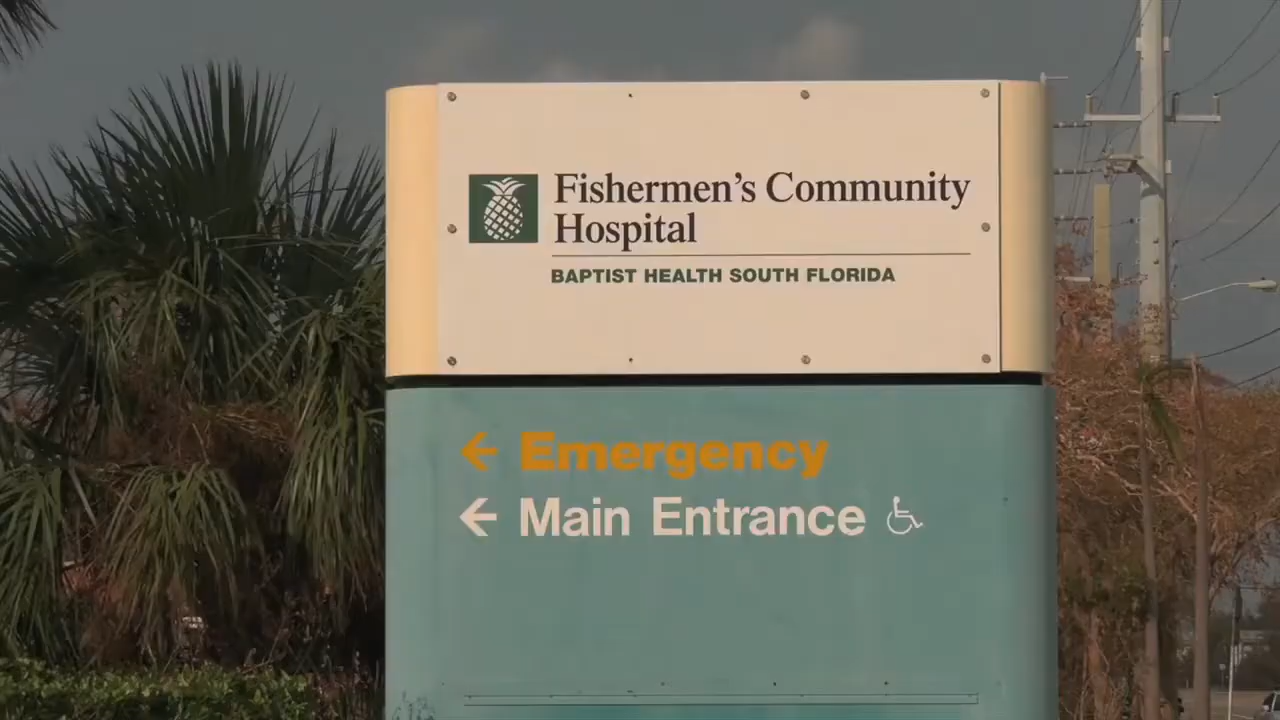 Fishermen's Community
Hospital
BAPTIST HEALTH SOUTH FLORIDA
← Emergency
← Main Entrance